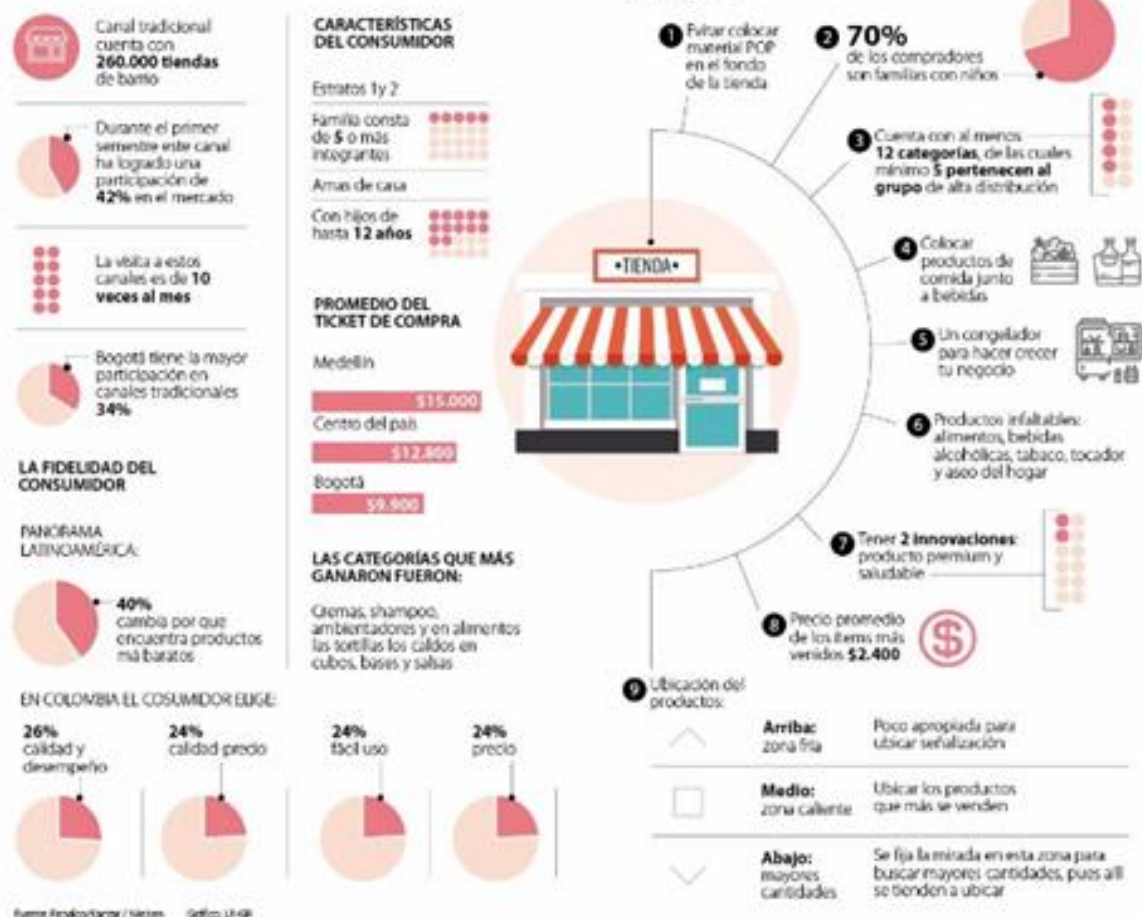 Canal tradicional
cuenta con
260.000 tiendas
de barrio
Durante el primer
semestre este canal
ha logrado una
participación de
42% en el mercado
La visita a estos
canales es de 10
veces al mes
Bogotá tiene la mayor
participación en
canales tradicionales
34%
LA FIDELIDAD DEL
CONSUMIDOR
PANORAMA
LATINOAMÉRICA:
40%
cambia por que
encuentra productos
má baratos
CARACTERÍSTICAS
DEL CONSUMIDOR
Estratos 1 y 2
Familia consta
de 5 o más
integrantes
Amas de casa
Con hijos de
hasta 12 años
PROMEDIO DEL
TICKET DE COMPRA
Medellín
$15.000
Centro del país
$12.800
Bogotá
$9.900
LAS CATEGORÍAS QUE MÁS
GANARON FUERON:
Cremas, shampoo,
ambientadores y en alimentos
las tortillas los caldos en
cubos, bases y salsas
EN COLOMBIA EL COSUMIDOR ELIGE:
26%
calidad y
desempeño
24%
calidad precio
24%
fácil uso
24%
precio
•TIENDA•
1 Evitar colocar
material POP
en el fondo
de la tienda
2 70%
de los compradores
son familias con niños
3 Cuenta con al menos
12 categorías, de las cuales
mínimo 5 pertenecen al
grupo de alta distribución
4 Colocar
productos de
comida junto
a bebidas
5 Un congelador
para hacer crecer
tu negocio
6 Productos infaltables:
alimentos, bebidas
alcohólicas, tabaco, tocador
y aseo del hogar
7 Tener 2 innovaciones:
producto premium y
saludable
8 Precio promedio
de los ítems más
venidos $2.400
$
9 Ubicación del
productos:
Arriba:
zona fría
Poco apropiada para
ubicar señalización
Medio:
zona caliente
Ubicar los productos
que más se venden
Abajo:
mayores
cantidades
Se fija la mirada en esta zona para
buscar mayores cantidades, pues allí
se tienden a ubicar